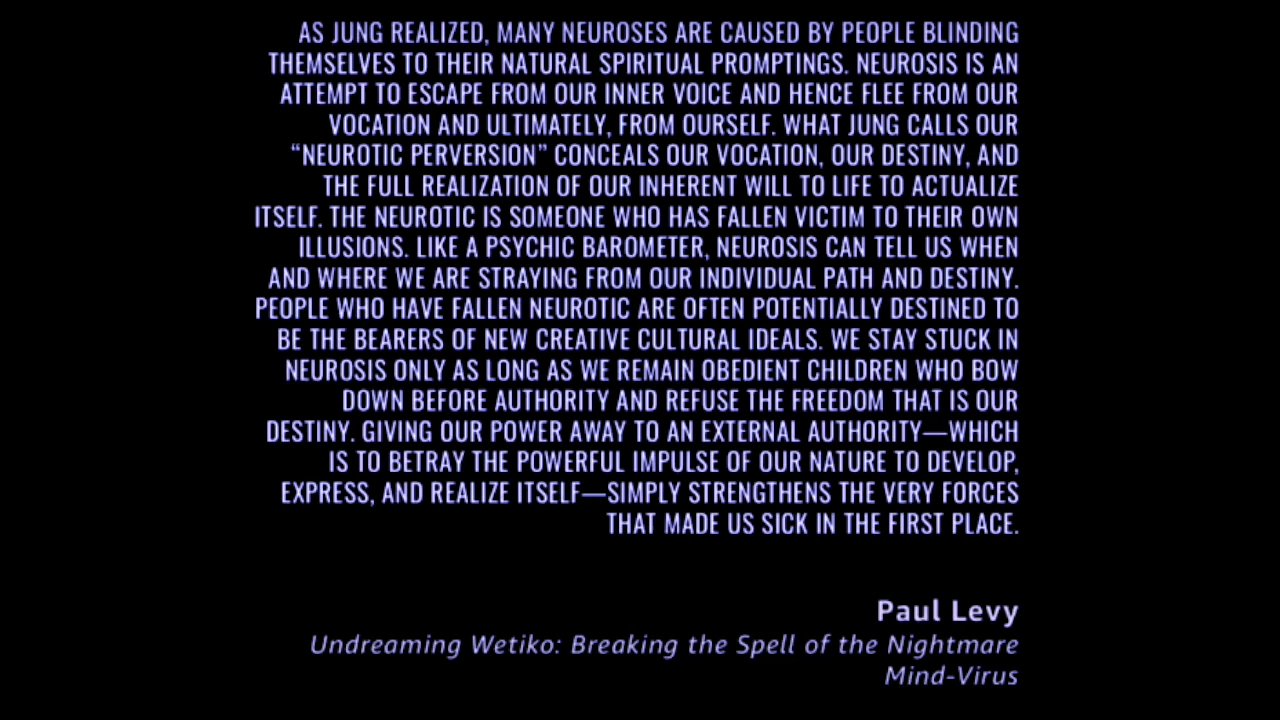 AS JUNG REALIZED, MANY NEUROSES ARE CAUSED BY PEOPLE BLINDING
THEMSELVES TO THEIR NATURAL SPIRITUAL PROMPTINGS. NEUROSIS IS AN
ATTEMPT TO ESCAPE FROM OUR INNER VOICE AND HENCE FLEE FROM OUR
VOCATION AND ULTIMATELY, FROM OURSELF. WHAT JUNG CALLS OUR
“NEUROTIC PERVERSION” CONCEALS OUR VOCATION, OUR DESTINY, AND
THE FULL REALIZATION OF OUR INHERENT WILL TO LIFE TO ACTUALIZE
ITSELF. THE NEUROTIC IS SOMEONE WHO HAS FALLEN VICTIM TO THEIR OWN
ILLUSIONS. LIKE A PSYCHIC BAROMETER, NEUROSIS CAN TELL US WHEN
AND WHERE WE ARE STRAYING FROM OUR INDIVIDUAL PATH AND DESTINY.
PEOPLE WHO HAVE FALLEN NEUROTIC ARE OFTEN POTENTIALLY DESTINED TO
BE THE BEARERS OF NEW CREATIVE CULTURAL IDEALS. WE STAY STUCK IN
NEUROSIS ONLY AS LONG AS WE REMAIN OBEDIENT CHILDREN WHO BOW
DOWN BEFORE AUTHORITY AND REFUSE THE FREEDOM THAT IS OUR
DESTINY. GIVING OUR POWER AWAY TO AN EXTERNAL AUTHORITY—WHICH
IS TO BETRAY THE POWERFUL IMPULSE OF OUR NATURE TO DEVELOP,
EXPRESS, AND REALIZE ITSELF—SIMPLY STRENGTHENS THE VERY FORCES
THAT MADE US SICK IN THE FIRST PLACE.
Paul Levy
Undreaming Wetiko: Breaking the Spell of the Nightmare
Mind-Virus